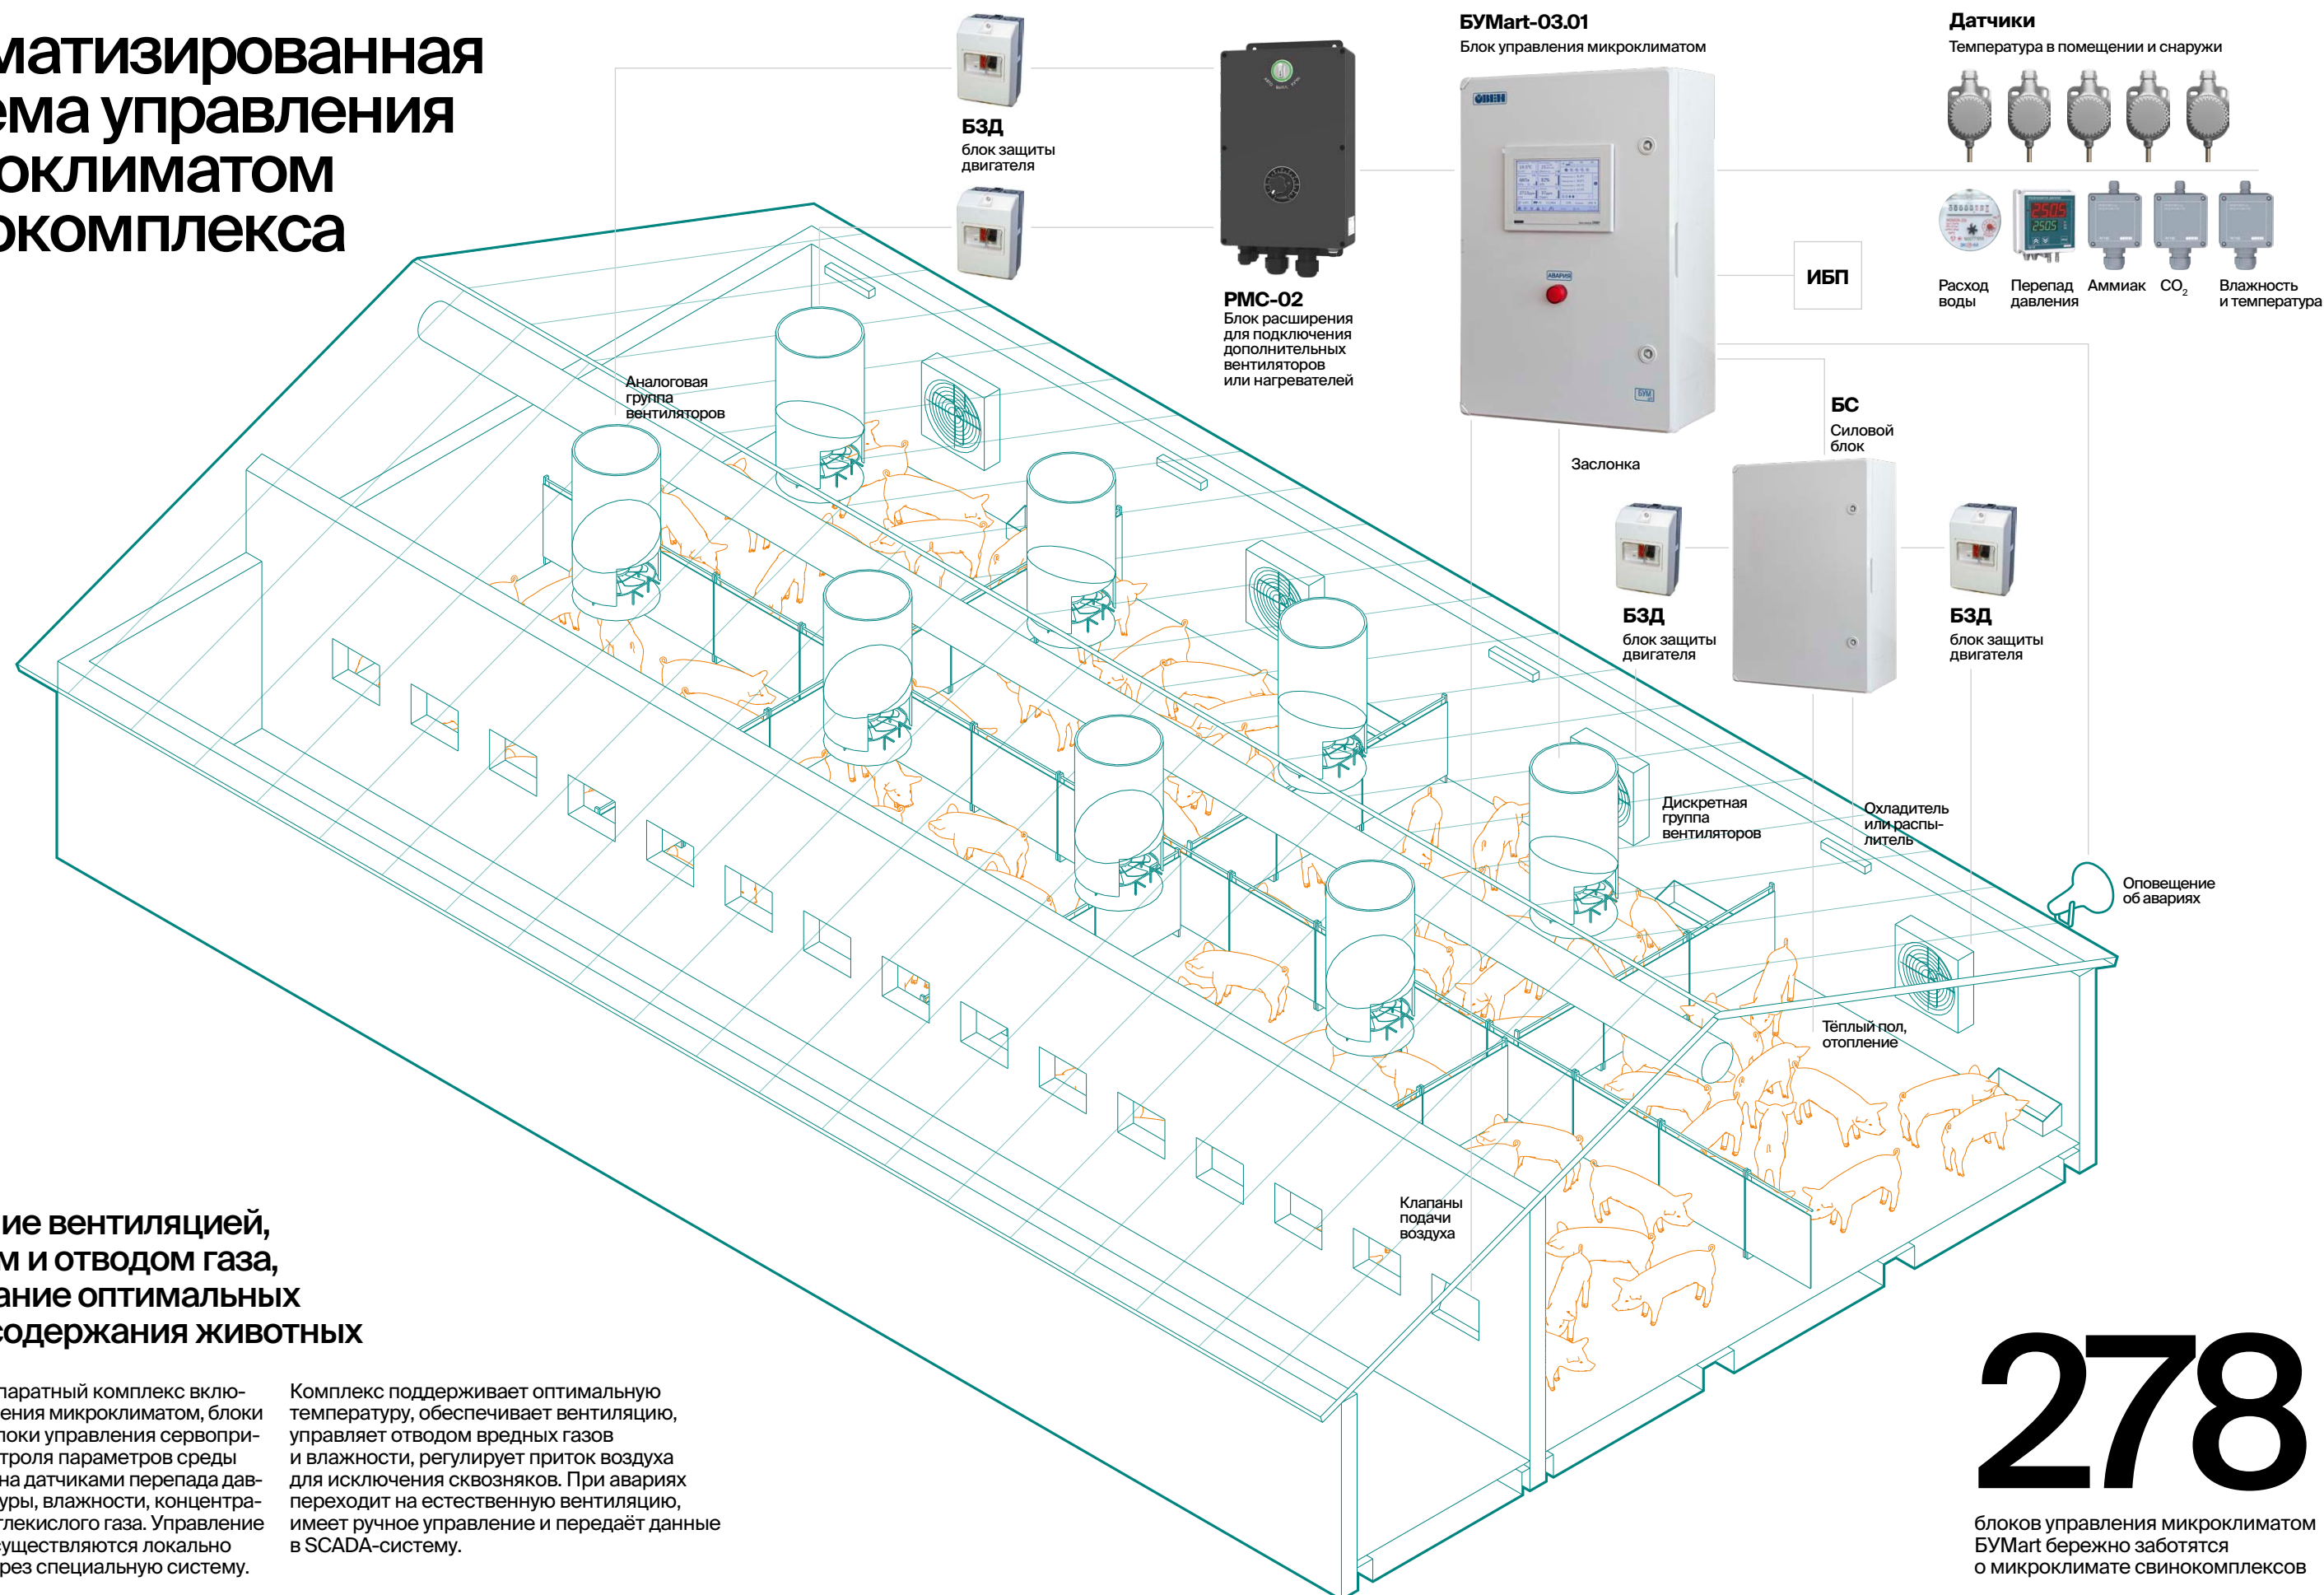 матизированная
ема управления
оклиматом
окомплекса
БЗД
блок защиты
двигателя
РМС-02
Блок расширения
для подключения
дополнительных
вентиляторов
или нагревателей
БУМart-03.01
Блок управления микроклиматом
ОВЕН
АВАРИЯ
БУМ
ИБП
Датчики
Температура в помещении и снаружи
2505
2505
Расход
воды
Перепад
давления
Аммиак
CO₂
Влажность
и температура
БС
Силовой
блок
Заслонка
БЗД
блок защиты
двигателя
БЗД
блок защиты
двигателя
Аналоговая
группа
вентиляторов
Дискретная
группа
вентиляторов
Охладитель
или распы-
литель
Оповещение
об авариях
Тёплый пол,
отопление
Клапаны
подачи
воздуха
ие вентиляцией,
м и отводом газа,
ание оптимальных
содержания животных
паратный комплекс вклю-
ения микроклиматом, блоки
локи управления сервопри-
троля параметров среды
на датчиками перепада дав-
уры, влажности, концентра-
глекислого газа. Управление
существляются локально
рез специальную систему.
Комплекс поддерживает оптимальную
температуру, обеспечивает вентиляцию,
управляет отводом вредных газов
и влажности, регулирует приток воздуха
для исключения сквозняков. При авариях
переходит на естественную вентиляцию,
имеет ручное управление и передаёт данные
в SCADA-систему.
278
блоков управления микроклиматом
БУМart бережно заботятся
о микроклимате свинокомплексов